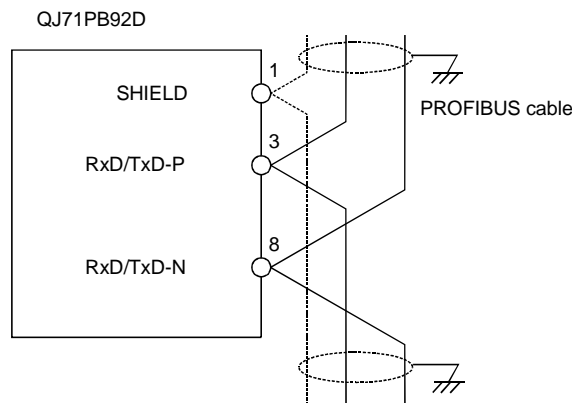 QJ71PB92D
1
SHIELD
PROFIBUS cable
3
RxD/TxD-P
8
RxD/TxD-N